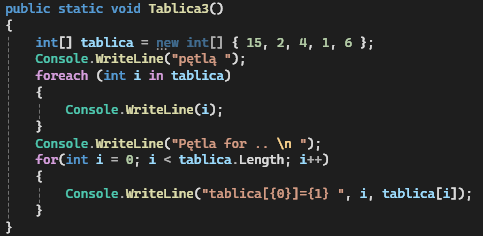 public static void Tablica3()
{
    int[] tablica = new int[] { 15, 2, 4, 1, 6 };
    Console.WriteLine("pętlą ");
    foreach (int i in tablica)
    {
        Console.WriteLine(i);
    }
    Console.WriteLine("Pętla for .. \n ");
    for(int i = 0; i < tablica.Length; i++)
    {
        Console.WriteLine("tablica[{0}]={1} ", i, tablica[i]);
    }
}